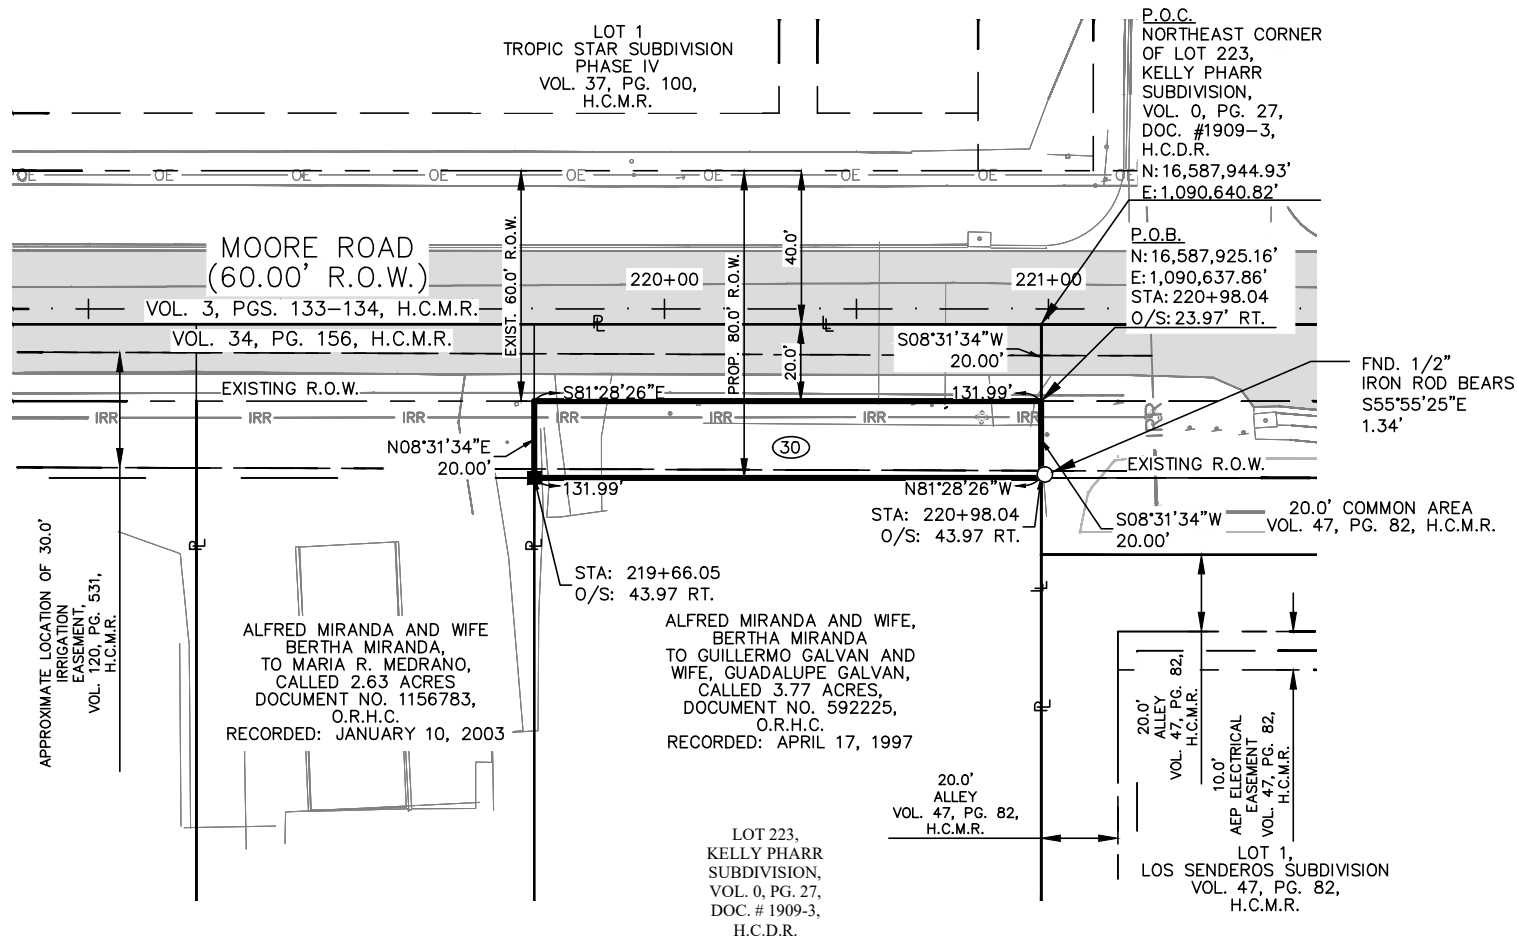 LOT 1
TROPIC STAR SUBDIVISION
PHASE IV
VOL. 37, PG. 100,
H.C.M.R.
P.O.C.
NORTHEAST CORNER
OF LOT 223,
KELLY PHARR
SUBDIVISION,
VOL. 0, PG. 27,
DOC. #1909-3,
H.C.D.R.
N:16,587,944.93'
E:1,090,640.82'
P.O.B.
N:16,587,925.16'
E:1,090,637.86'
STA:220+98.04
O/S:23.97' RT.
OE OE OE OE OE OE OE OE OE
MOORE ROAD
(60.00' R.O.W.)
VOL. 3, PGS. 133-134, H.C.M.R.
VOL. 34, PG. 156, H.C.M.R.
EXIST. 60.0' R.O.W.
220+00
PROP. 80.0' R.O.W.
40.0'
20.0'
221+00
PL
PL
S08°31'34"W
20.00'
FND. 1/2"
IRON ROD BEARS
S55°55'25"E
1.34'
EXISTING R.O.W.
S81°28'26"E
131.99'
IRR IRR IRR IRR IRR IRR IRR
IRR
N08°31'34"E
20.00'
30
EXISTING R.O.W.
131.99'
N81°28'26"W
STA: 220+98.04
O/S: 43.97 RT.
S08°31'34"W
20.00'
20.0' COMMON AREA
VOL. 47, PG. 82, H.C.M.R.
APPROXIMATE LOCATION OF 30.0'
IRRIGATION
EASEMENT,
VOL. 120, PG. 531,
H.C.M.R.
PL
PL
STA: 219+66.05
O/S: 43.97 RT.
PL
PL
ALFRED MIRANDA AND WIFE
BERTHA MIRANDA,
TO MARIA R. MEDRANO,
CALLED 2.63 ACRES
DOCUMENT NO. 1156783,
O.R.H.C.
RECORDED: JANUARY 10, 2003
ALFRED MIRANDA AND WIFE,
BERTHA MIRANDA
TO GUILLERMO GALVAN AND
WIFE, GUADALUPE GALVAN,
CALLED 3.77 ACRES,
DOCUMENT NO. 592225,
O.R.H.C.
RECORDED: APRIL 17, 1997
20.0'
ALLEY
VOL. 47, PG. 82,
H.C.M.R.
10.0'
AEP ELECTRICAL
EASEMENT
VOL. 47, PG. 82,
H.C.M.R.
20.0'
ALLEY
VOL. 47, PG. 82,
H.C.M.R.
LOT 223,
KELLY PHARR
SUBDIVISION,
VOL. 0, PG. 27,
DOC. # 1909-3,
H.C.D.R.
LOT 1,
LOS SENDEROS SUBDIVISION
VOL. 47, PG. 82,
H.C.M.R.